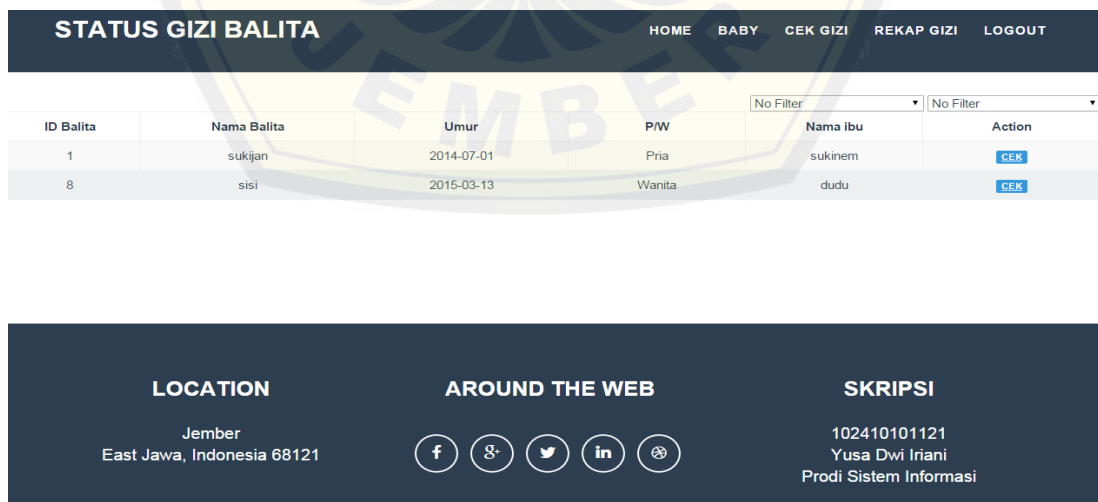 STATUS GIZI BALITA HOME BABY CEK GIZI REKAP GIZI LOGOUT
JEMBER
No Filter No Filter
ID Balita Nama Balita Umur P/W Nama ibu Action
1 sukijan 2014-07-01 Pria sukinem CEK
8 sisi 2015-03-13 Wanita dudu CEK
LOCATION
Jember
East Jawa, Indonesia 68121
AROUND THE WEB
f g+ in
SKRIPSI
102410101121
Yusa Dwi Iriani
Prodi Sistem Informasi